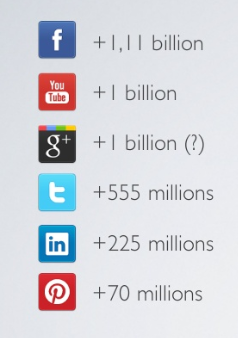 f +1,11 billion
You Tube +1 billion
g+ +1 billion (?)
t +555 millions
in +225 millions
p +70 millions